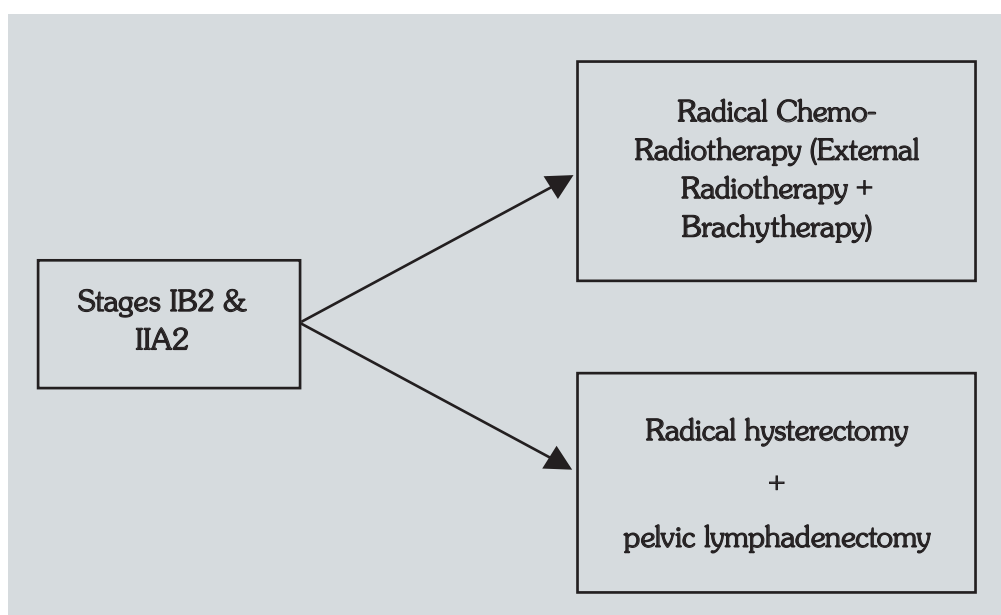 Radical Chemo-
Radiotherapy (External
Radiotherapy +
Brachytherapy)
Stages IB2 &
IIA2
Radical hysterectomy
+
pelvic lymphadenectomy